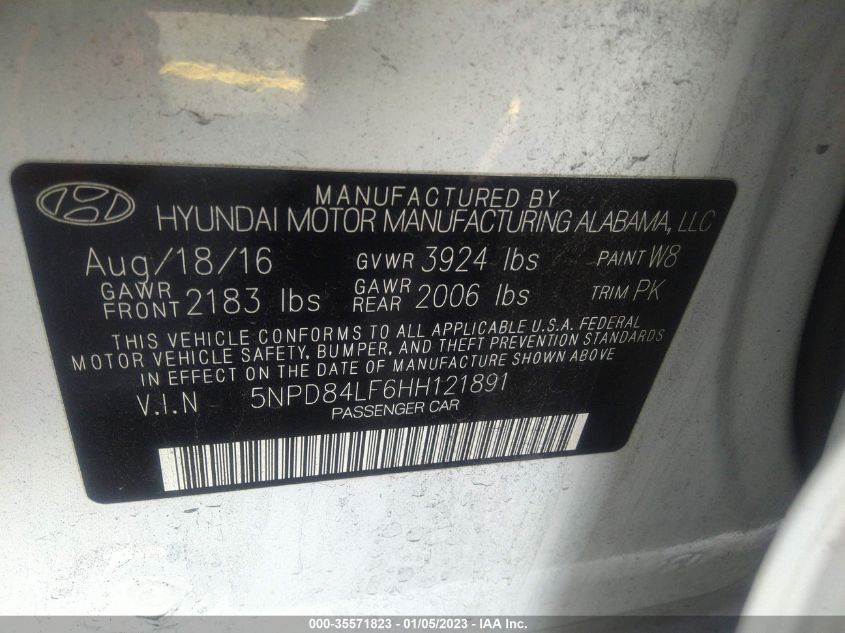 MANUFACTURED BY
HYUNDAI MOTOR MANUFACTURING ALABAMA, LLC
Aug/18/16 GVWR 3924 lbs PAINT W8
GAWR FRONT 2183 lbs GAWR REAR 2006 lbs TRIM PK
THIS VEHICLE CONFORMS TO ALL APPLICABLE U.S.A. FEDERAL
MOTOR VEHICLE SAFETY, BUMPER, AND THEFT PREVENTION STANDARDS
IN EFFECT ON THE DATE OF MANUFACTURE SHOWN ABOVE
V.I.N 5NPD84LF6HH121891
PASSENGER CAR
000-35571823 - 01/05/2023 - IAA Inc.